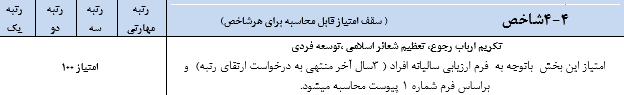 ۴-۴شاخص ( سقف امتیاز قابل محاسبه برای هرشاخص ) رتبه مهارتی رتبه سه رتبه دو رتبه یک
تکریم ارباب رجوع، تعظیم شعائر اسلامی ،توسعه فردی
امتیاز این بخش باتوجه به فرم ارزیابی سالیانه افراد ( ۳سال آخر منتهی به درخواست ارتقای رتبه) و
براساس فرم شماره ۱ پیوست محاسبه میشود.
امتیاز ۱۰۰